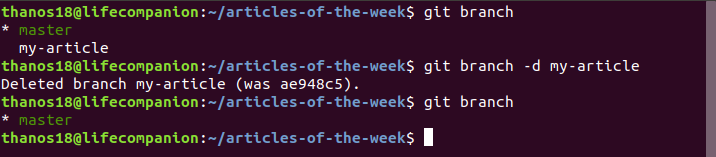 thanos18@lifecompanion:~/articles-of-the-week$ git branch
* master
  my-article
thanos18@lifecompanion:~/articles-of-the-week$ git branch -d my-article
Deleted branch my-article (was ae948c5).
thanos18@lifecompanion:~/articles-of-the-week$ git branch
* master
thanos18@lifecompanion:~/articles-of-the-week$